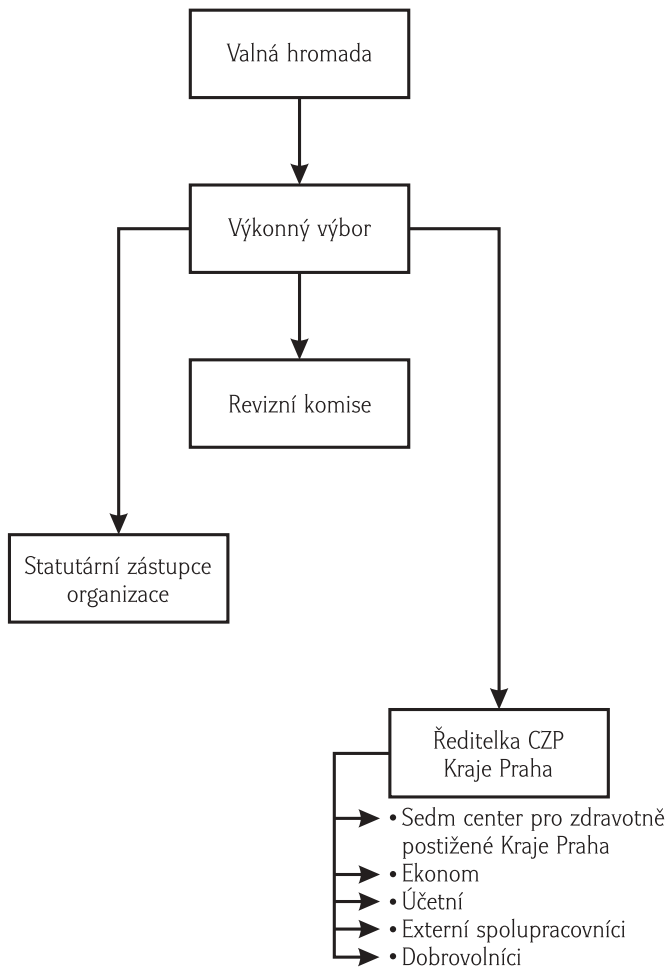 Valná hromada
Výkonný výbor
Revizní komise
Statutární zástupce
organizace
Ředitelka CZP
Kraje Praha
• Sedm center pro zdravotně
postižené Kraje Praha
• Ekonom
• Účetní
• Externí spolupracovníci
• Dobrovolníci